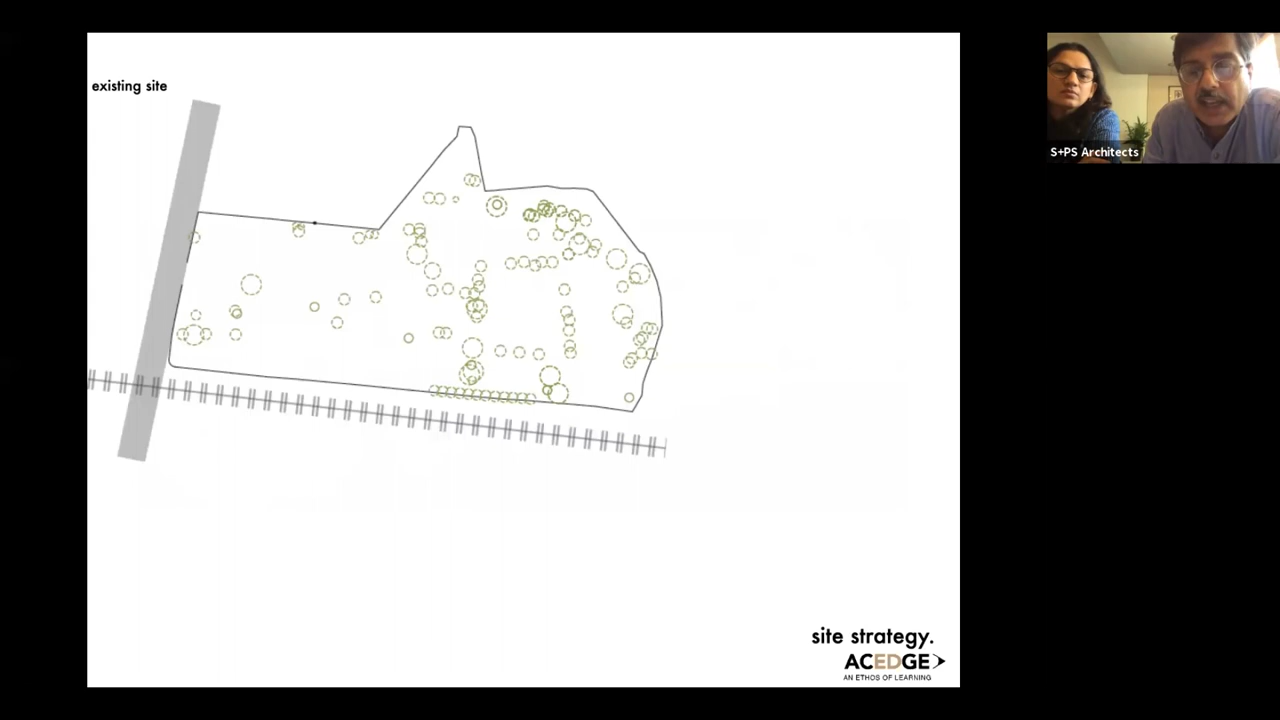 existing site
S+PS Architects
site strategy.
ACEDGE
AN ETHOS OF LEARNING